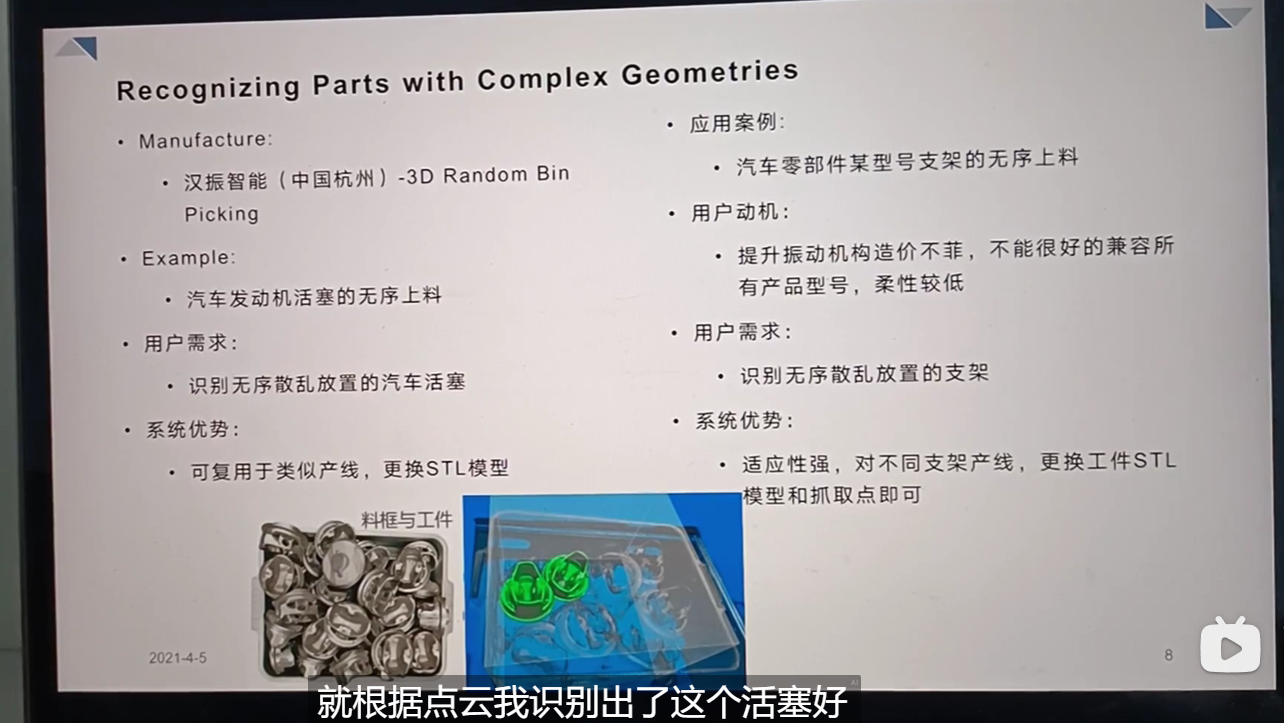 Recognizing Parts with Complex Geometries
• Manufacture:
• 汉振智能（中国杭州）-3D Random Bin
Picking
• Example:
• 汽车发动机活塞的无序上料
• 用户需求：
• 识别无序散乱放置的汽车活塞
• 系统优势：
• 可复用于类似产线，更换STL模型
料框与工件
• 应用案例：
• 汽车零部件某型号支架的无序上料
• 用户动机：
• 提升振动机构造价不菲，不能很好的兼容所
有产品型号，柔性较低
• 用户需求：
• 识别无序散乱放置的支架
• 系统优势：
• 适应性强，对不同支架产线，更换工件STL
模型和抓取点即可
2021-4-5
8
AI
就根据点云我识别出了这个活塞好